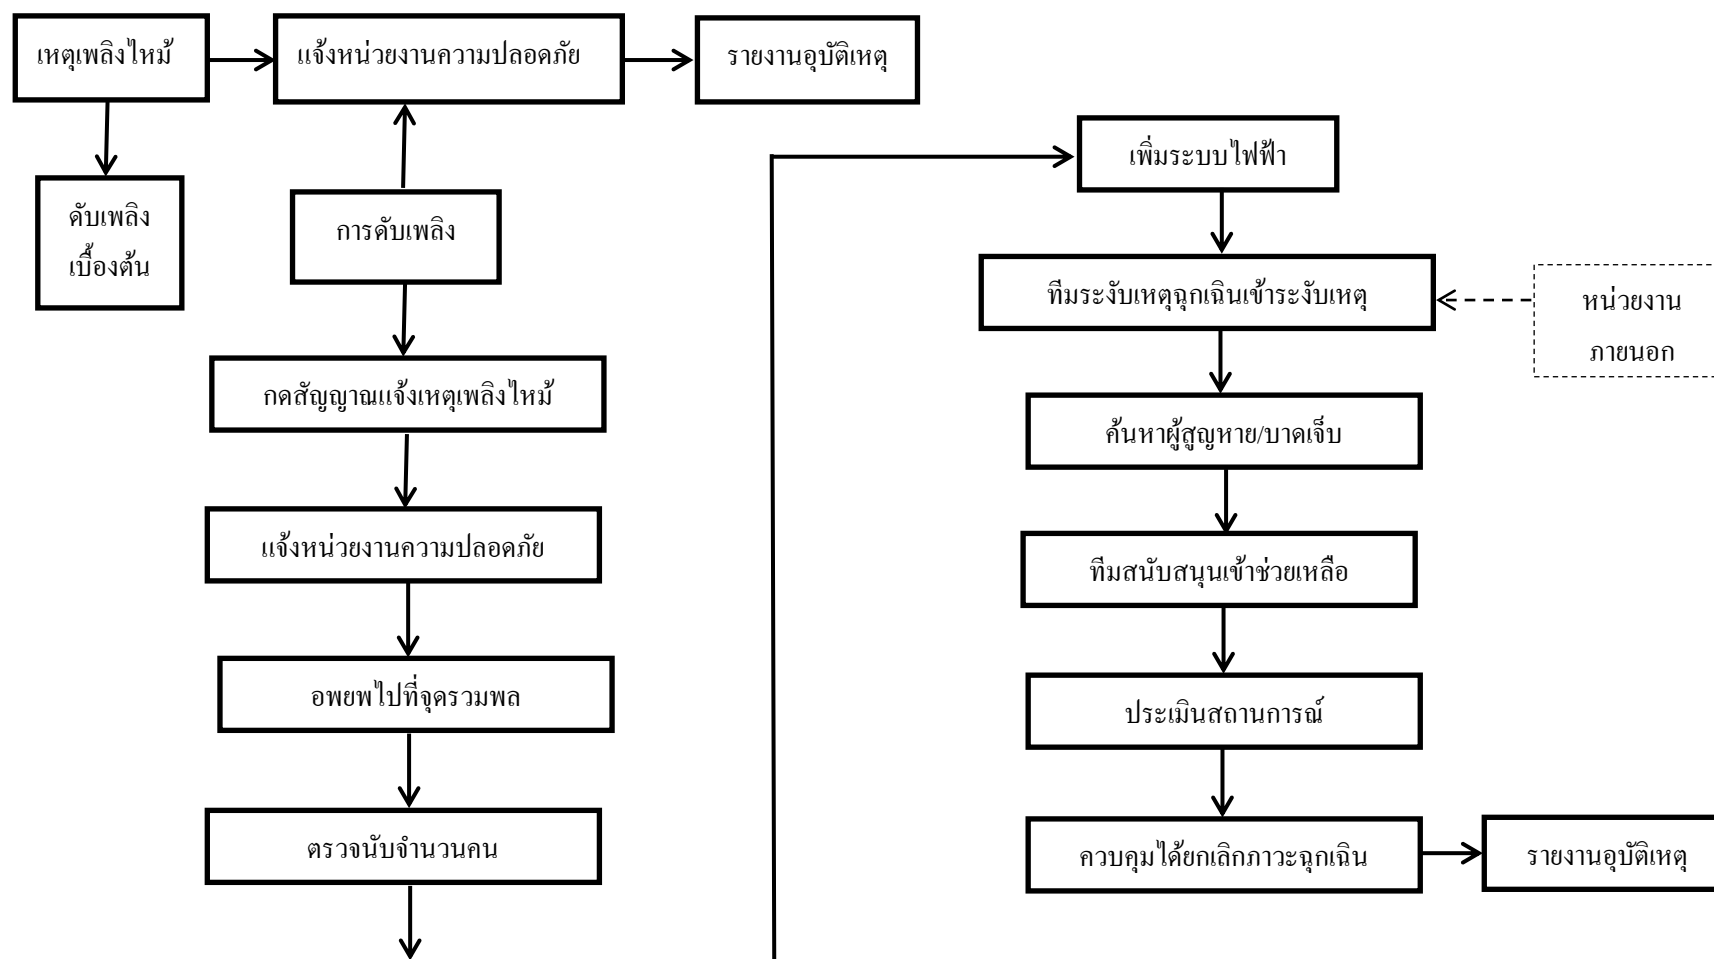 เหตุเพลิงไหม้
แจ้งหน่วยงานความปลอดภัย
รายงานอุบัติเหตุ
ดับเพลิง
เบื้องต้น
การดับเพลิง
กดสัญญาณแจ้งเหตุเพลิงไหม้
แจ้งหน่วยงานความปลอดภัย
อพยพไปที่จุดรวมพล
ตรวจนับจำนวนคน
เพิ่มระบบไฟฟ้า
ทีมระงับเหตุฉุกเฉินเข้าระงับเหตุ
หน่วยงาน
ภายนอก
ค้นหาผู้สูญหาย/บาดเจ็บ
ทีมสนับสนุนเข้าช่วยเหลือ
ประเมินสถานการณ์
ควบคุมได้ยกเลิกภาวะฉุกเฉิน
รายงานอุบัติเหตุ